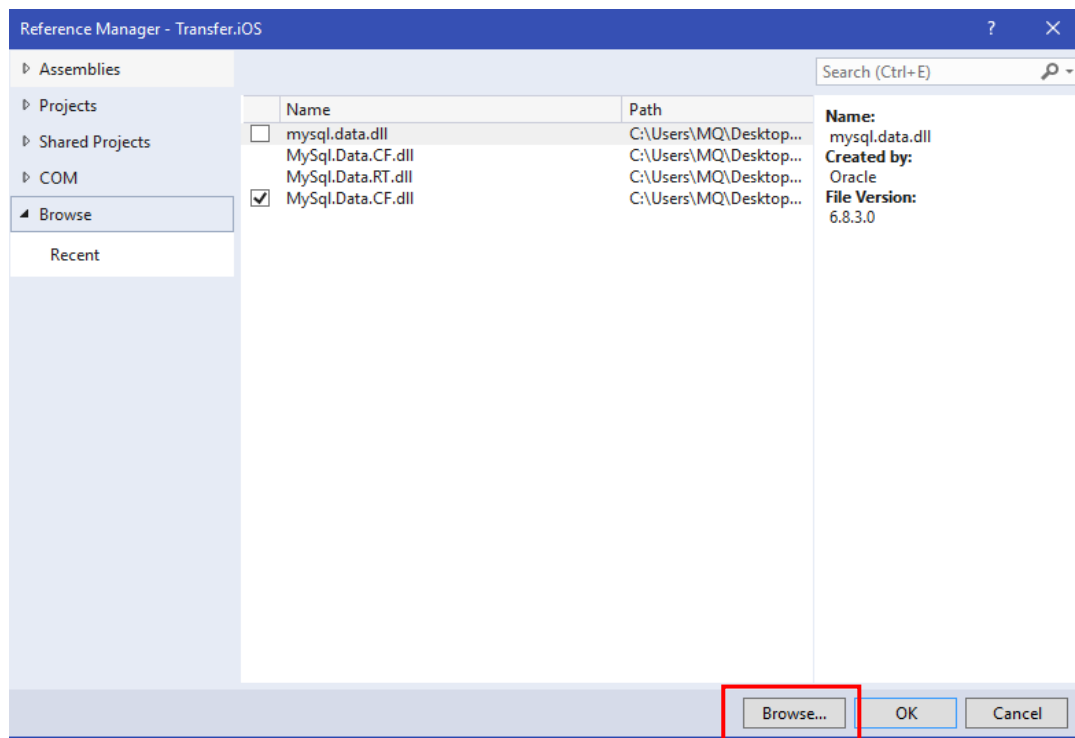 Reference Manager - Transfer.iOS ?
Assemblies
Projects
Shared Projects
COM
Browse
Recent
Name Path
mysql.data.dll C:\Users\MQ\Desktop...
MySql.Data.CF.dll C:\Users\MQ\Desktop...
MySql.Data.RT.dll C:\Users\MQ\Desktop...
MySql.Data.CF.dll C:\Users\MQ\Desktop...
Search (Ctrl+E)
Name:
mysql.data.dll
Created by:
Oracle
File Version:
6.8.3.0
Browse... OK Cancel